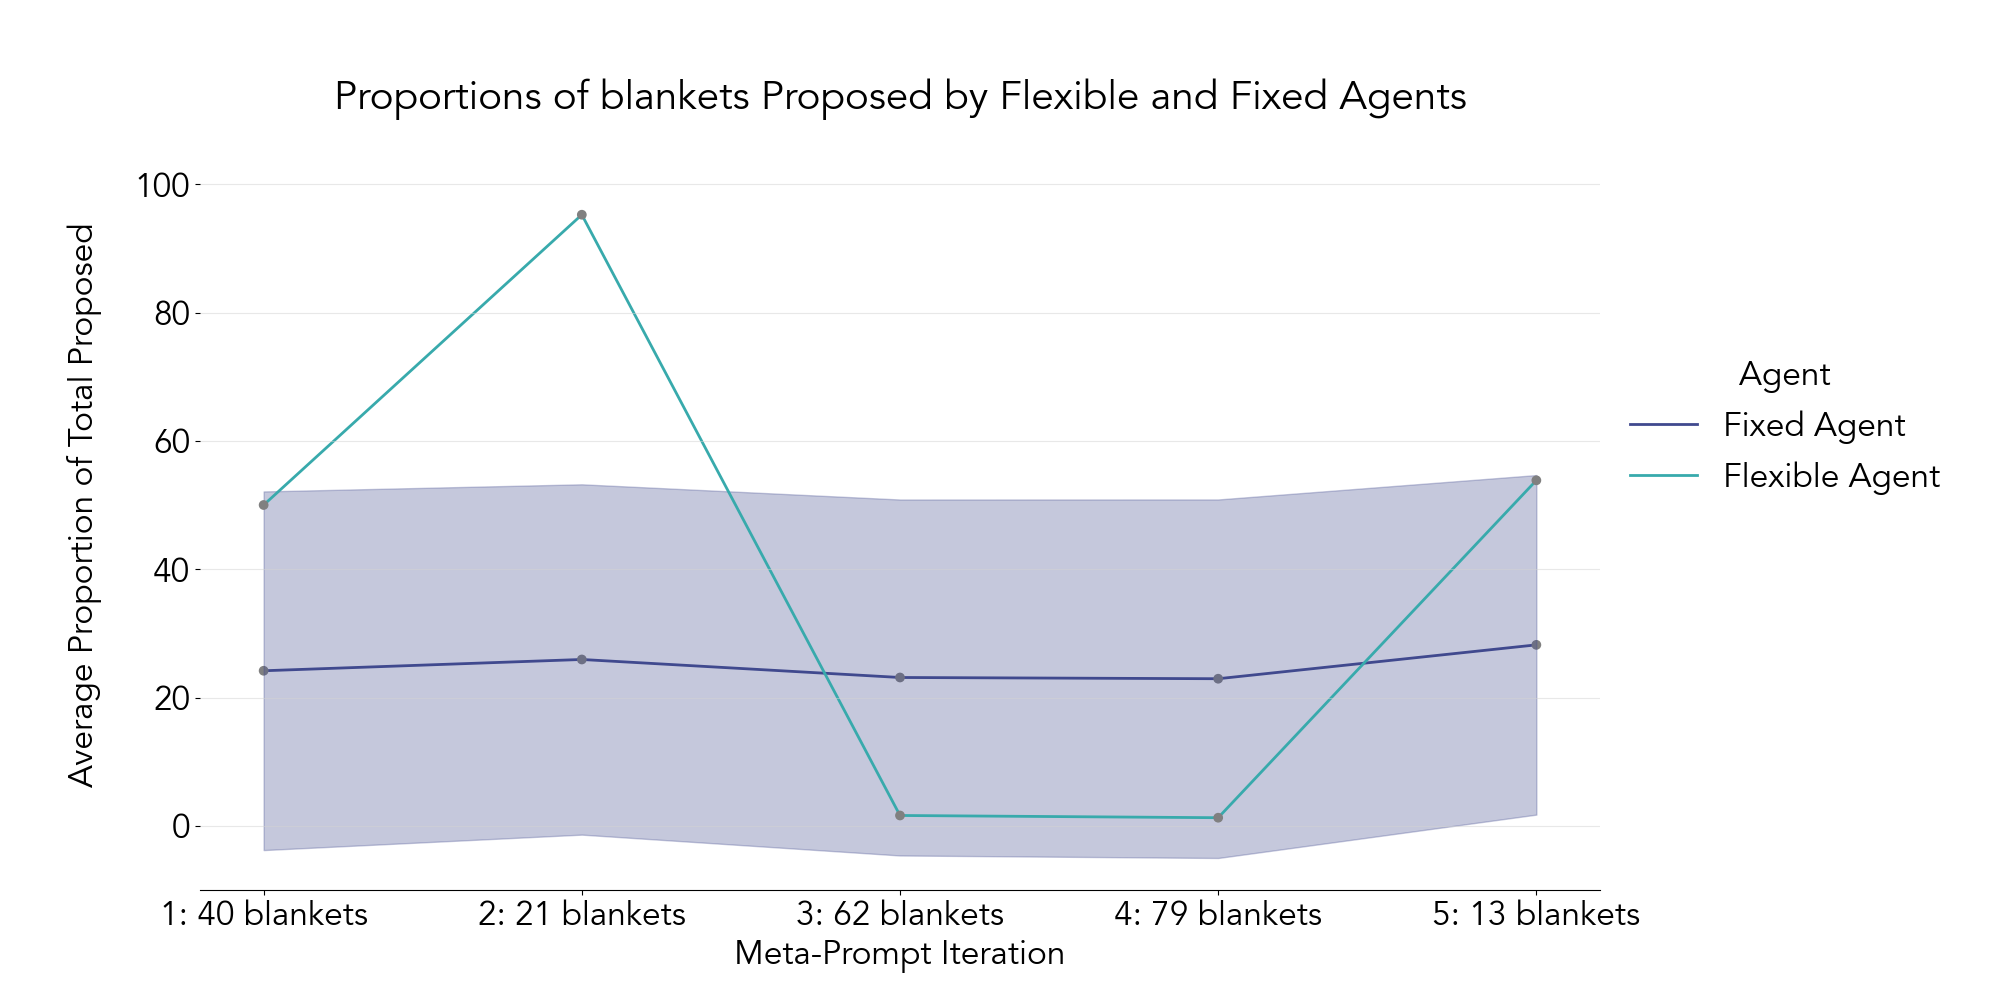 Proportions of blankets Proposed by Flexible and Fixed Agents
Average Proportion of Total Proposed
100
80
60
40
20
0
1: 40 blankets
2: 21 blankets
3: 62 blankets
4: 79 blankets
5: 13 blankets
Meta-Prompt Iteration
Agent
Fixed Agent
Flexible Agent